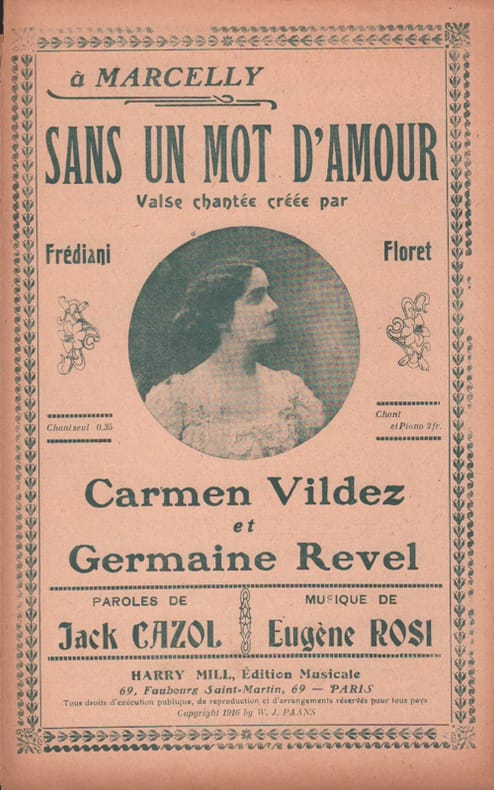 à MARCELLY
SANS UN MOT D'AMOUR
Valse chantée créée par
Frédiani
Floret
Chant seul 0.35
Chant
et Piano 2 fr.
Carmen Vildez
et
Germaine Revel
PAROLES DE
Jack CAZOL
MUSIQUE DE
Eugène ROSI
HARRY MILL, Édition Musicale
69, Faubourg Saint-Martin, 69 — PARIS
Tous droits d'exécution publique, de reproduction et d'arrangements réservés pour tous pays
Copyright 1916 by W. J. PAANS